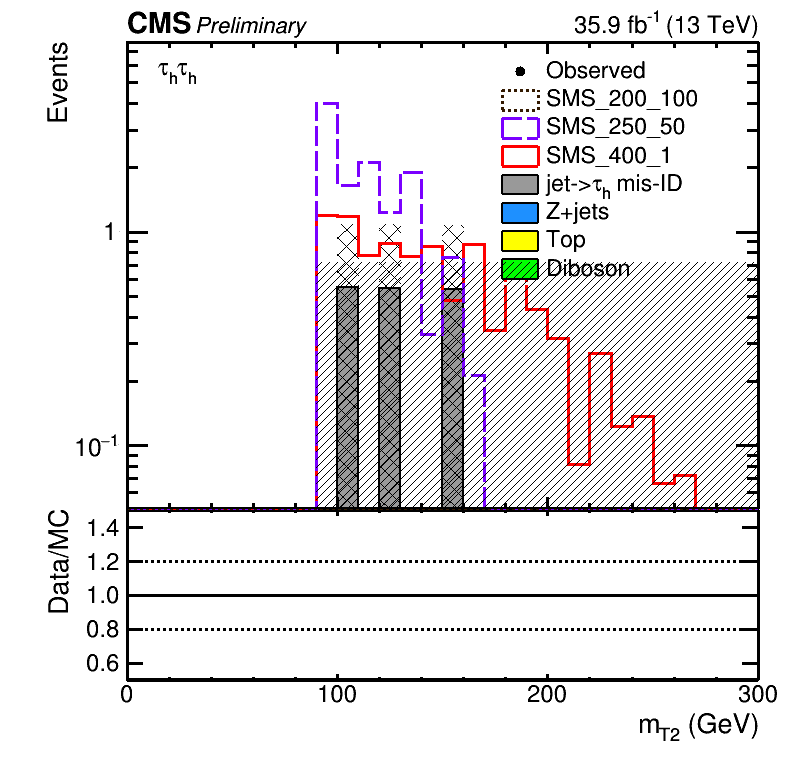 CMS Preliminary 35.9 fb⁻¹ (13 TeV)
Events
τₕτₕ
Observed
SMS_200_100
SMS_250_50
SMS_400_1
jet->τₕ mis-ID
Z+jets
Top
Diboson
1
10⁻¹
Data/MC
1.4
1.2
1.0
0.8
0.6
0 100 200 300
m_T2 (GeV)